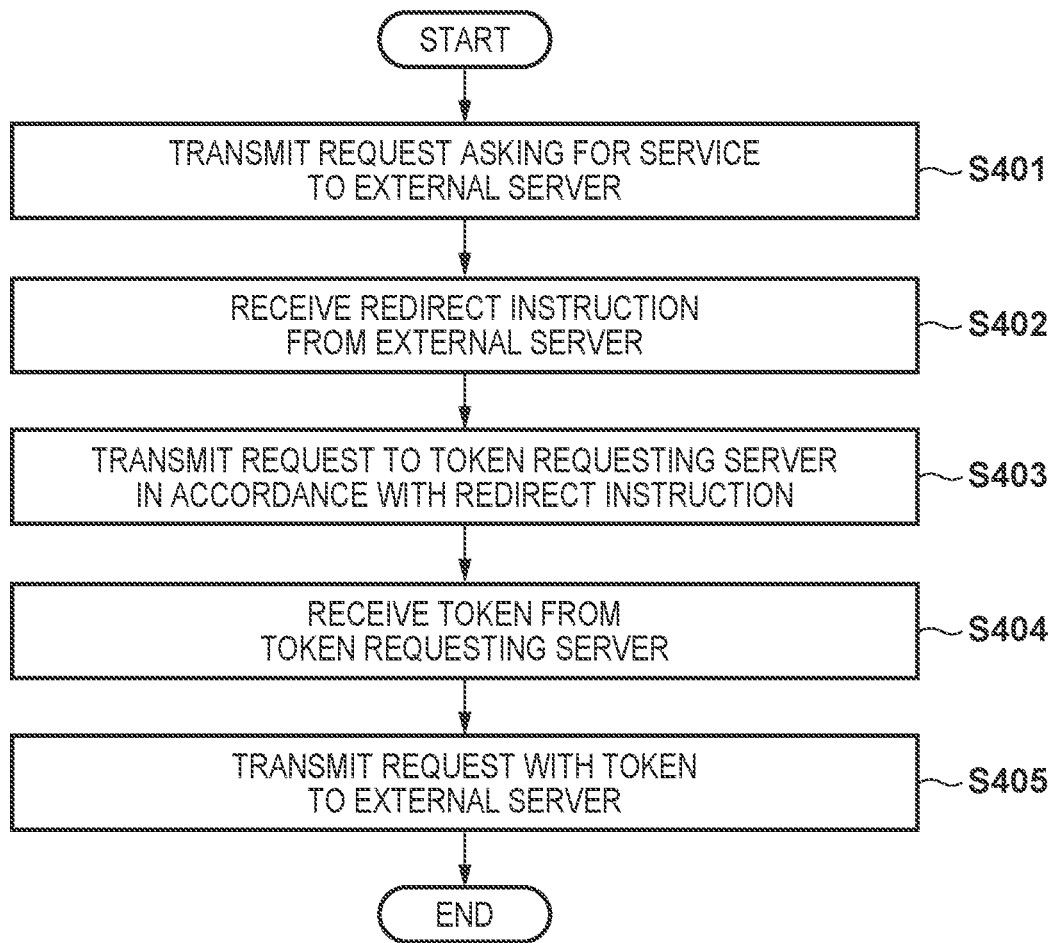 START
TRANSMIT REQUEST ASKING FOR SERVICE
TO EXTERNAL SERVER
S401
RECEIVE REDIRECT INSTRUCTION
FROM EXTERNAL SERVER
S402
TRANSMIT REQUEST TO TOKEN REQUESTING SERVER
IN ACCORDANCE WITH REDIRECT INSTRUCTION
S403
RECEIVE TOKEN FROM
TOKEN REQUESTING SERVER
S404
TRANSMIT REQUEST WITH TOKEN
TO EXTERNAL SERVER
S405
END